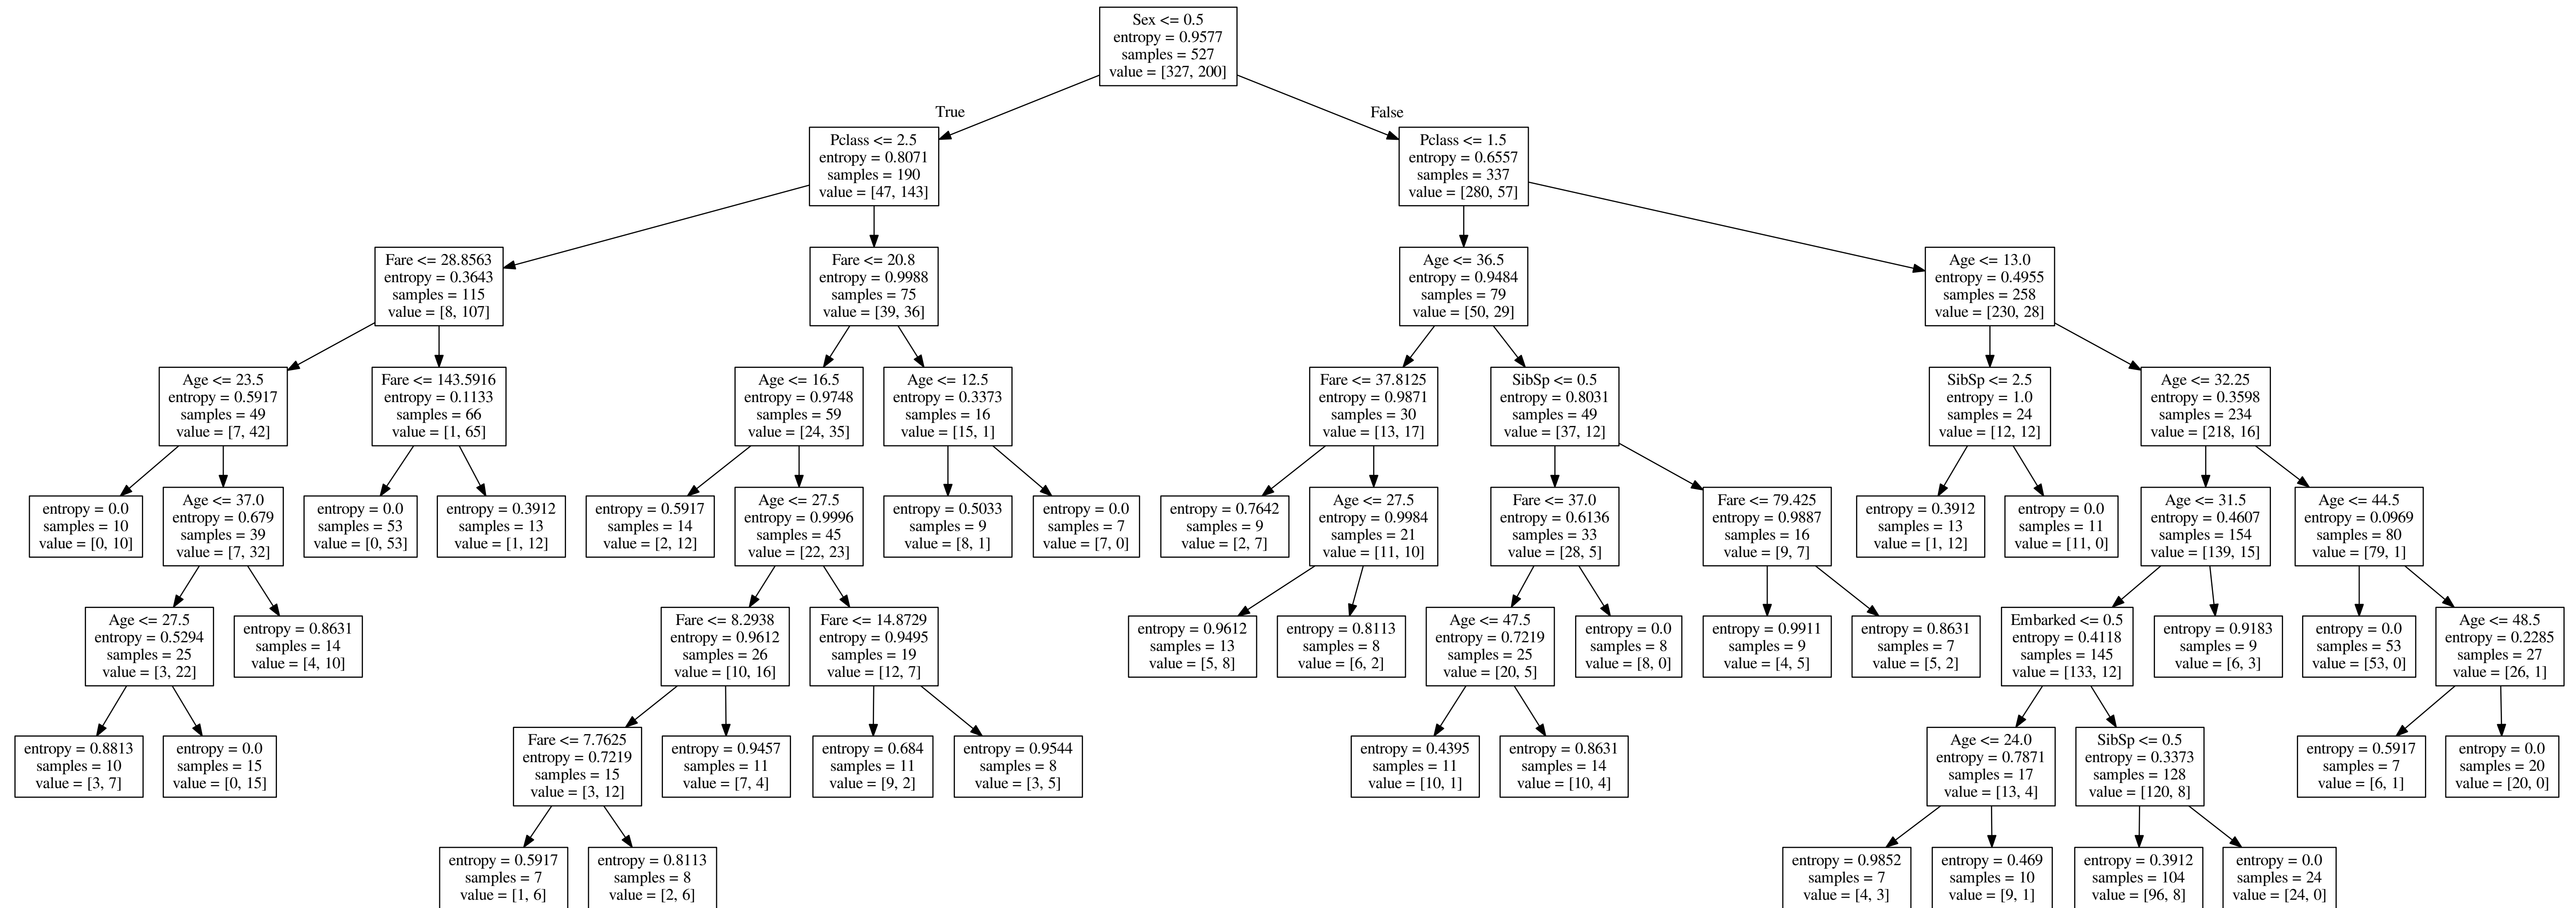 Sex <= 0.5
entropy = 0.9577
samples = 527
value = [327, 200]
True
False
Pclass <= 2.5
entropy = 0.8071
samples = 190
value = [47, 143]
Pclass <= 1.5
entropy = 0.6557
samples = 337
value = [280, 57]
Fare <= 28.8563
entropy = 0.3643
samples = 115
value = [8, 107]
Fare <= 20.8
entropy = 0.9988
samples = 75
value = [39, 36]
Age <= 36.5
entropy = 0.9484
samples = 79
value = [50, 29]
Age <= 13.0
entropy = 0.4955
samples = 258
value = [230, 28]
Age <= 23.5
entropy = 0.5917
samples = 49
value = [7, 42]
Fare <= 143.5916
entropy = 0.1133
samples = 66
value = [1, 65]
Age <= 16.5
entropy = 0.9748
samples = 59
value = [24, 35]
Age <= 12.5
entropy = 0.3373
samples = 16
value = [15, 1]
Fare <= 37.8125
entropy = 0.9871
samples = 30
value = [13, 17]
SibSp <= 0.5
entropy = 0.8031
samples = 49
value = [37, 12]
SibSp <= 2.5
entropy = 1.0
samples = 24
value = [12, 12]
Age <= 32.25
entropy = 0.3598
samples = 234
value = [218, 16]
entropy = 0.0
samples = 10
value = [0, 10]
Age <= 37.0
entropy = 0.679
samples = 39
value = [7, 32]
entropy = 0.0
samples = 53
value = [0, 53]
entropy = 0.3912
samples = 13
value = [1, 12]
entropy = 0.5917
samples = 14
value = [2, 12]
Age <= 27.5
entropy = 0.9996
samples = 45
value = [22, 23]
entropy = 0.5033
samples = 9
value = [8, 1]
entropy = 0.0
samples = 7
value = [7, 0]
entropy = 0.7642
samples = 9
value = [2, 7]
Age <= 27.5
entropy = 0.9984
samples = 21
value = [11, 10]
Fare <= 37.0
entropy = 0.6136
samples = 33
value = [28, 5]
Fare <= 79.425
entropy = 0.9887
samples = 16
value = [9, 7]
entropy = 0.3912
samples = 13
value = [1, 12]
entropy = 0.0
samples = 11
value = [11, 0]
Age <= 31.5
entropy = 0.4607
samples = 154
value = [139, 15]
Age <= 44.5
entropy = 0.0969
samples = 80
value = [79, 1]
Age <= 27.5
entropy = 0.5294
samples = 25
value = [3, 22]
entropy = 0.8631
samples = 14
value = [4, 10]
Fare <= 8.2938
entropy = 0.9612
samples = 26
value = [10, 16]
Fare <= 14.8729
entropy = 0.9495
samples = 19
value = [12, 7]
entropy = 0.9612
samples = 13
value = [5, 8]
entropy = 0.8113
samples = 8
value = [6, 2]
Age <= 47.5
entropy = 0.7219
samples = 25
value = [20, 5]
entropy = 0.0
samples = 8
value = [8, 0]
entropy = 0.9911
samples = 9
value = [4, 5]
entropy = 0.8631
samples = 7
value = [5, 2]
Embarked <= 0.5
entropy = 0.4118
samples = 145
value = [133, 12]
entropy = 0.9183
samples = 9
value = [6, 3]
entropy = 0.0
samples = 53
value = [53, 0]
Age <= 48.5
entropy = 0.2285
samples = 27
value = [26, 1]
entropy = 0.8813
samples = 10
value = [3, 7]
entropy = 0.0
samples = 15
value = [0, 15]
Fare <= 7.7625
entropy = 0.7219
samples = 15
value = [3, 12]
entropy = 0.9457
samples = 11
value = [7, 4]
entropy = 0.684
samples = 11
value = [9, 2]
entropy = 0.9544
samples = 8
value = [3, 5]
entropy = 0.4395
samples = 11
value = [10, 1]
entropy = 0.8631
samples = 14
value = [10, 4]
Age <= 24.0
entropy = 0.7871
samples = 17
value = [13, 4]
SibSp <= 0.5
entropy = 0.3373
samples = 128
value = [120, 8]
entropy = 0.5917
samples = 7
value = [6, 1]
entropy = 0.0
samples = 20
value = [20, 0]
entropy = 0.5917
samples = 7
value = [1, 6]
entropy = 0.8113
samples = 8
value = [2, 6]
entropy = 0.9852
samples = 7
value = [4, 3]
entropy = 0.469
samples = 10
value = [9, 1]
entropy = 0.3912
samples = 104
value = [96, 8]
entropy = 0.0
samples = 24
value = [24, 0]